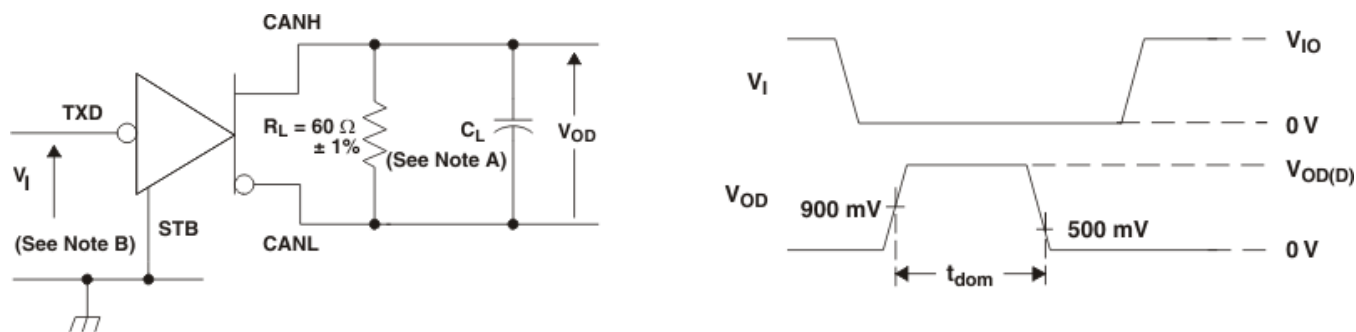 CANH
TXD
R_L = 60 Ω
± 1%
(See Note A)
C_L
V_OD
V_I
(See Note B)
STB
CANL
V_I
V_IO
0 V
V_OD
900 mV
500 mV
V_OD(D)
0 V
t_dom